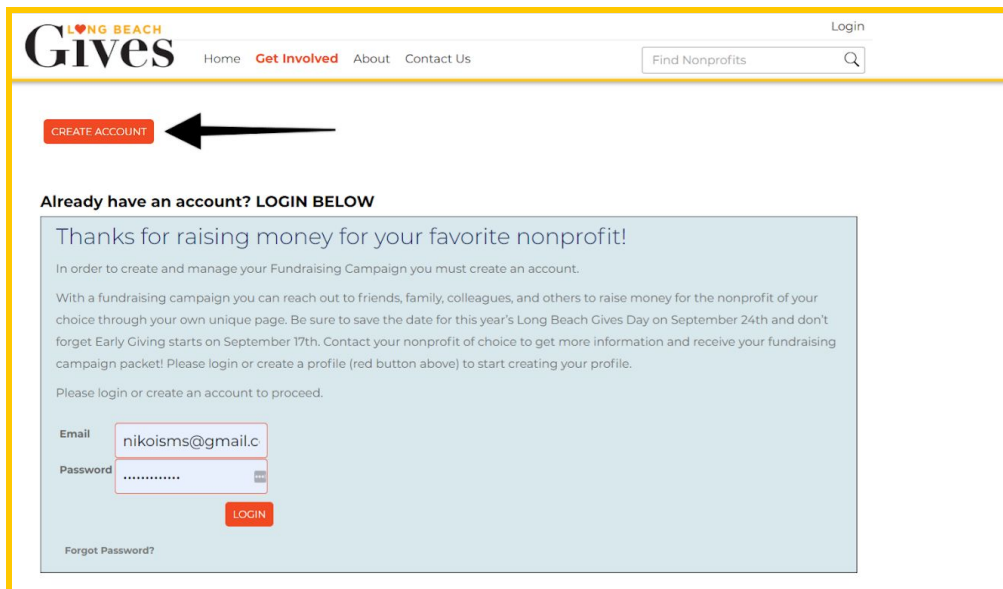 LONG BEACH
Gives
Login
Home Get Involved About Contact Us
Find Nonprofits
CREATE ACCOUNT
Already have an account? LOGIN BELOW
Thanks for raising money for your favorite nonprofit!
In order to create and manage your Fundraising Campaign you must create an account.
With a fundraising campaign you can reach out to friends, family, colleagues, and others to raise money for the nonprofit of your
choice through your own unique page. Be sure to save the date for this year's Long Beach Gives Day on September 24th and don't
forget Early Giving starts on September 17th. Contact your nonprofit of choice to get more information and receive your fundraising
campaign packet! Please login or create a profile (red button above) to start creating your profile.
Please login or create an account to proceed.
Email nikoisms@gmail.c
Password .............
LOGIN
Forgot Password?